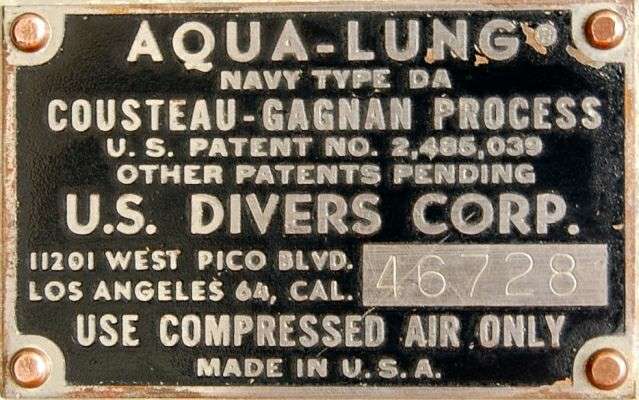 AQUA-LUNG®
NAVY TYPE DA
COUSTEAU-GAGNAN PROCESS
U.S. PATENT NO. 2,485,039
OTHER PATENTS PENDING
U.S. DIVERS CORP.
11201 WEST PICO BLVD.
LOS ANGELES 64, CAL. 46728
USE COMPRESSED AIR ONLY
MADE IN U.S.A.